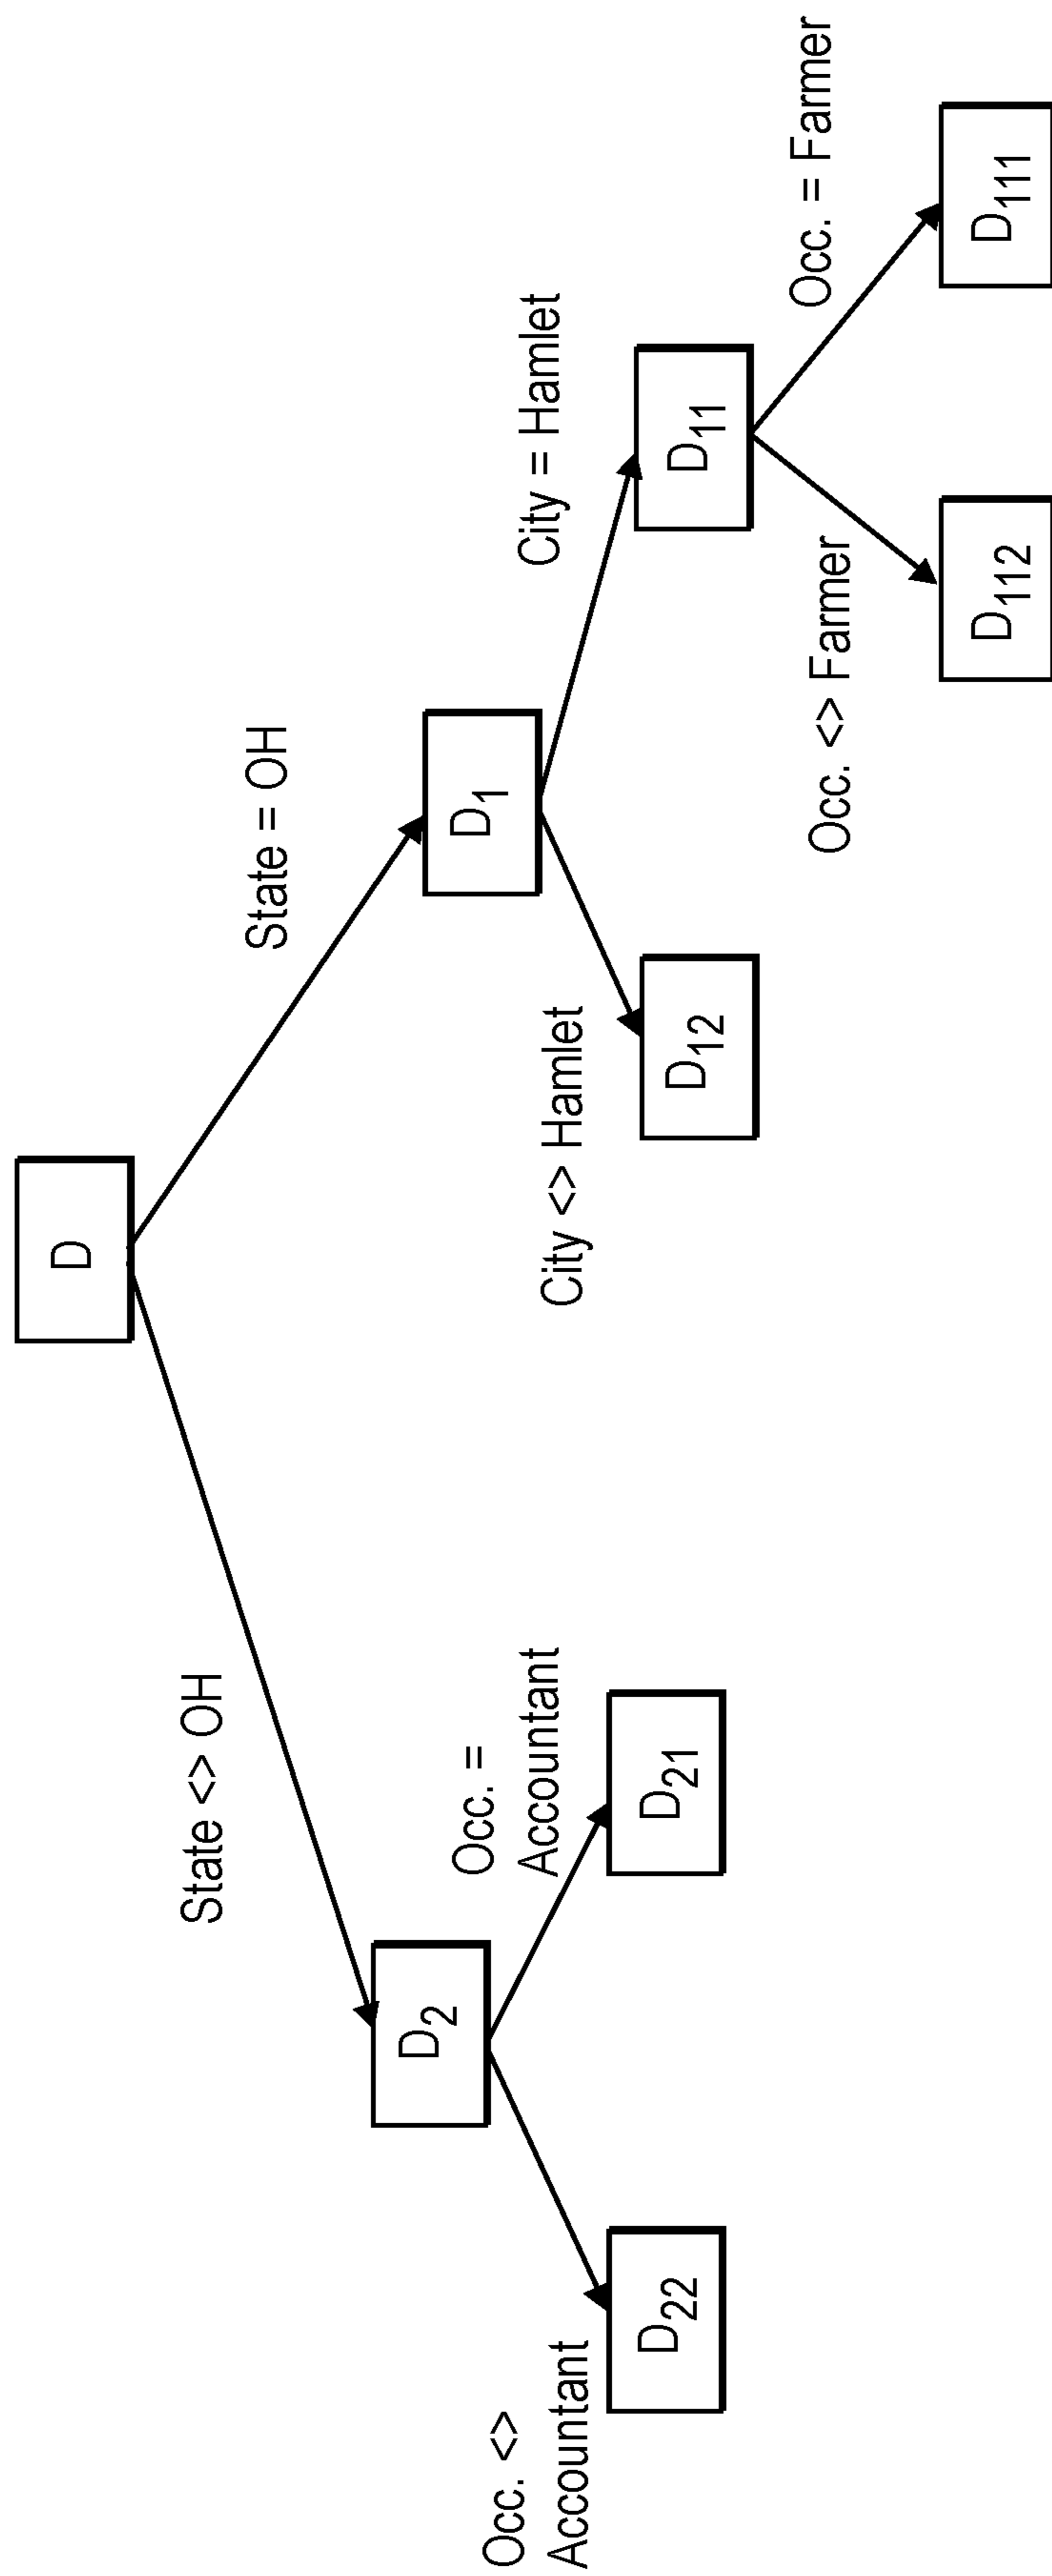 D
State <> OH
State = OH
D2
D1
Occ. <>
Accountant
Occ. =
Accountant
City <> Hamlet
City = Hamlet
D22
D21
D12
D11
Occ. <> Farmer
Occ. = Farmer
D112
D111